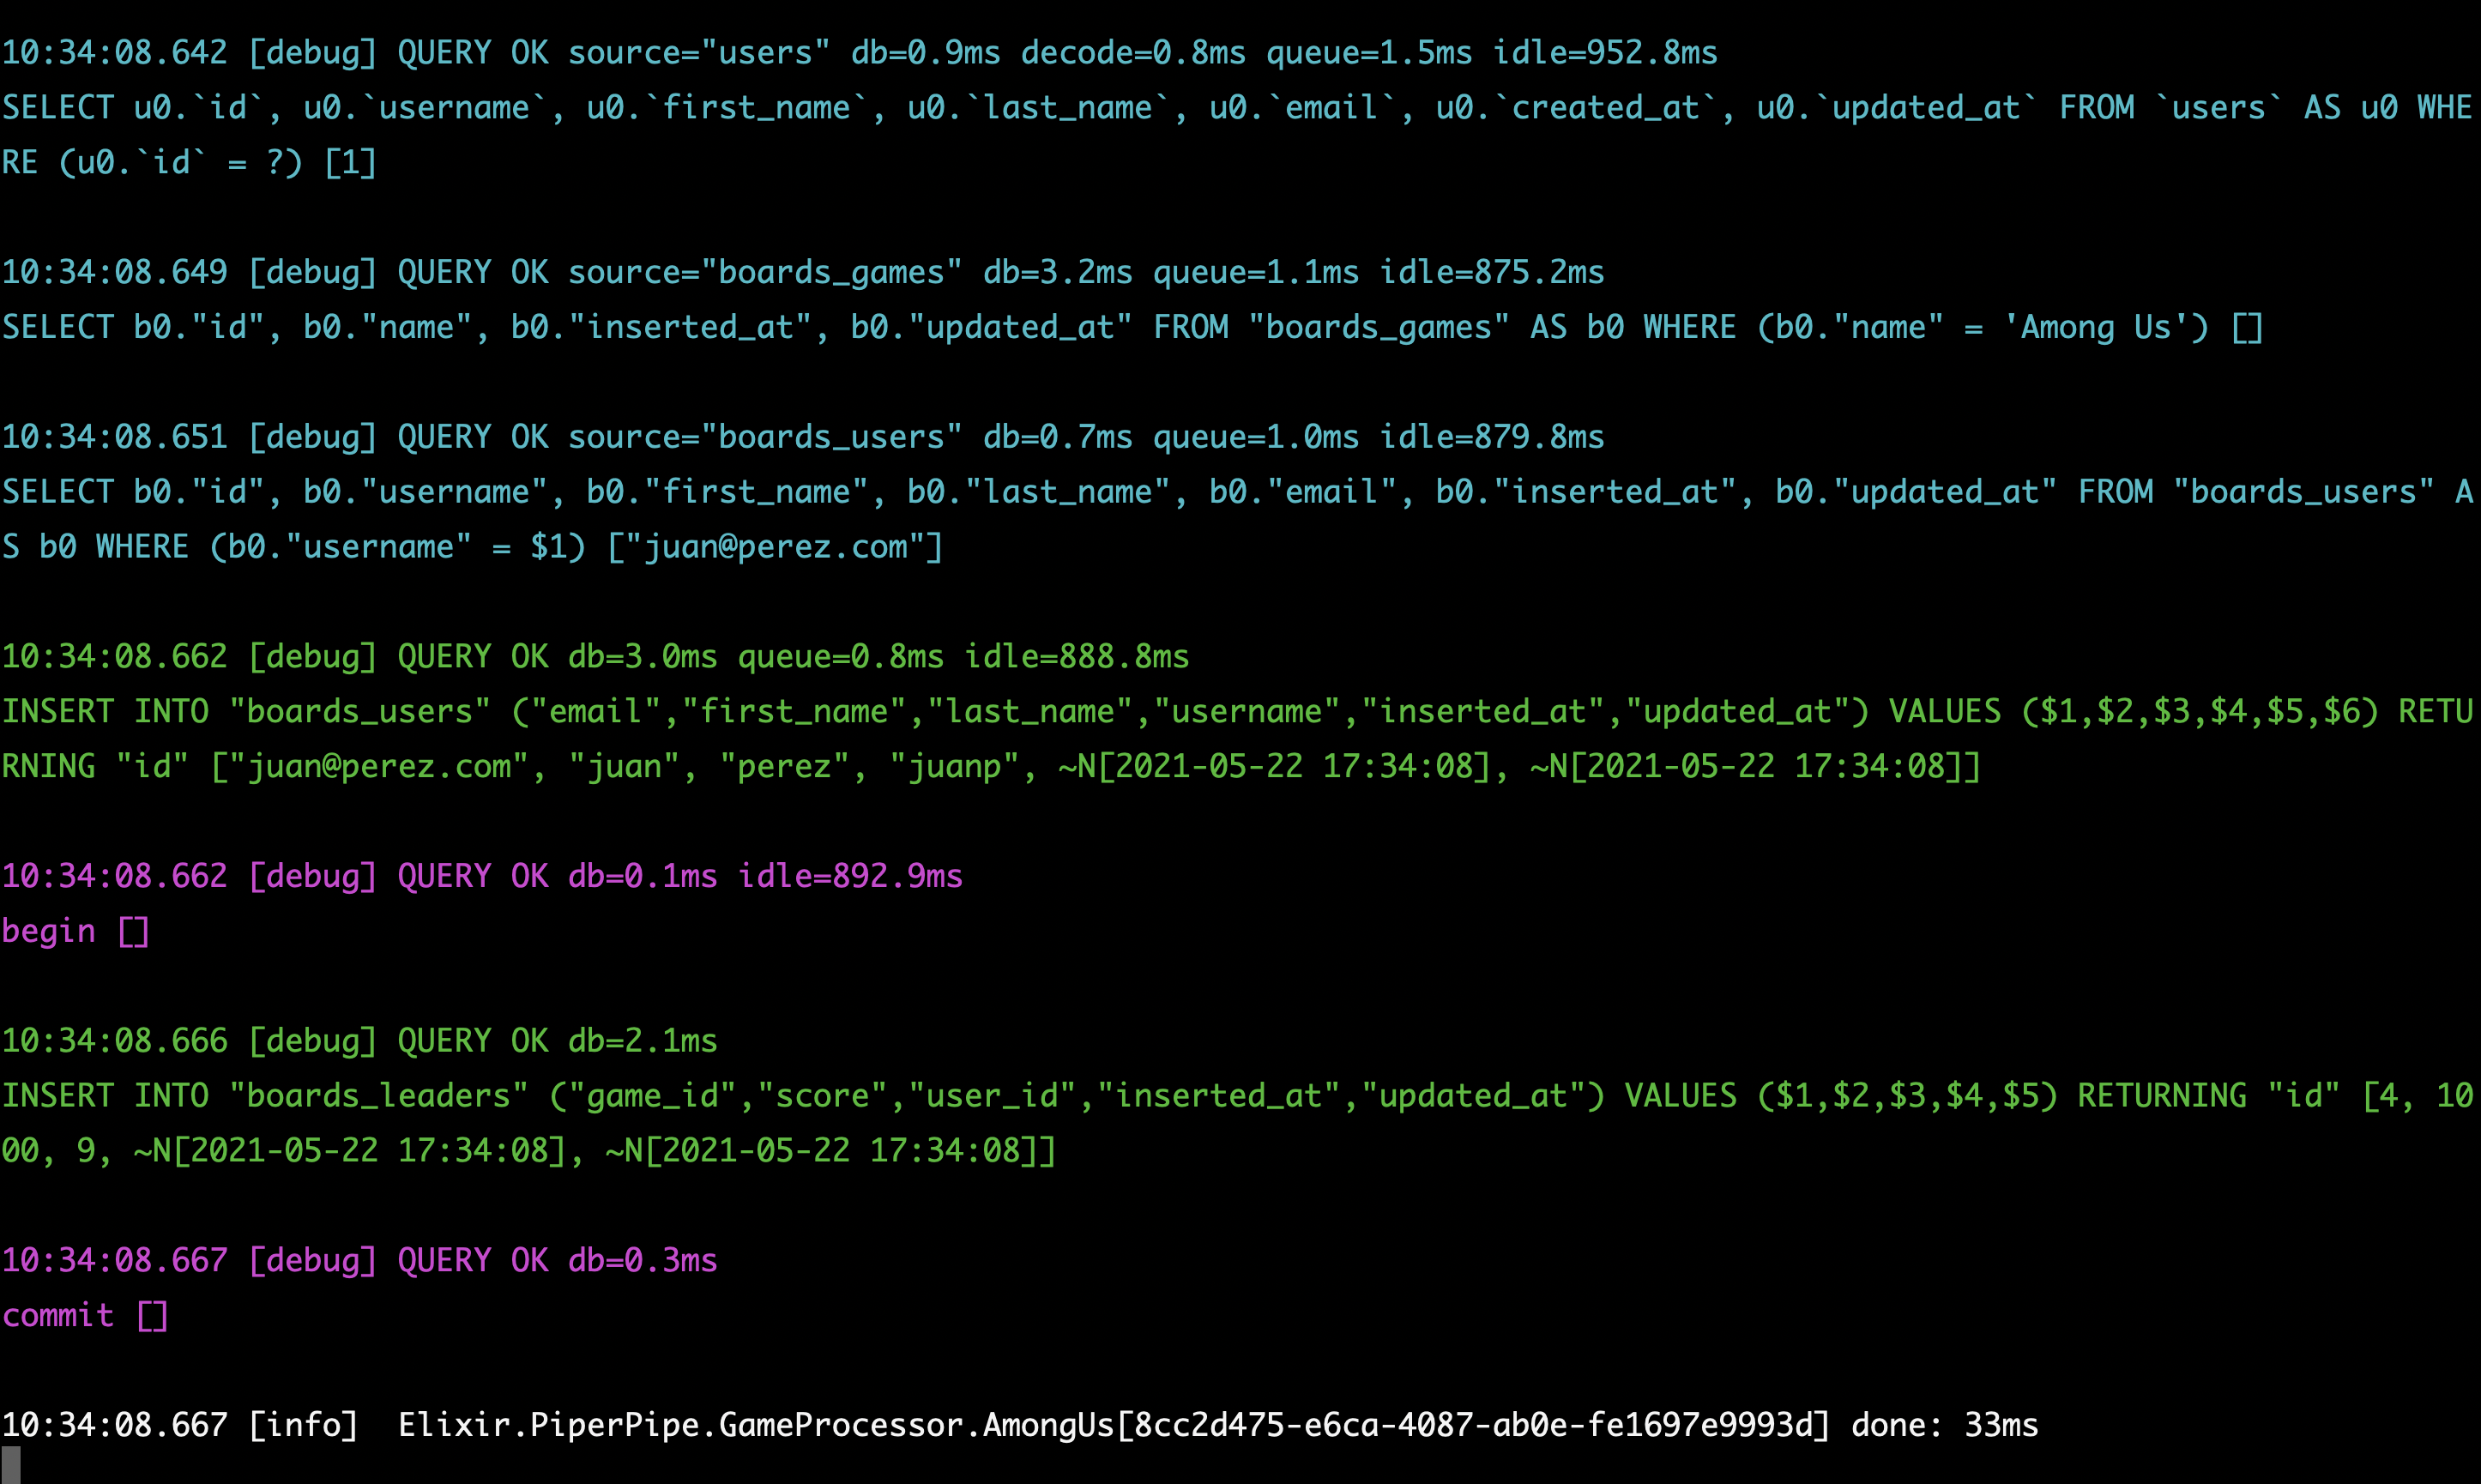 10:34:08.642 [debug] QUERY OK source="users" db=0.9ms decode=0.8ms queue=1.5ms idle=952.8ms
SELECT u0.`id`, u0.`username`, u0.`first_name`, u0.`last_name`, u0.`email`, u0.`created_at`, u0.`updated_at` FROM `users` AS u0 WHE
RE (u0.`id` = ?) [1]
10:34:08.649 [debug] QUERY OK source="boards_games" db=3.2ms queue=1.1ms idle=875.2ms
SELECT b0."id", b0."name", b0."inserted_at", b0."updated_at" FROM "boards_games" AS b0 WHERE (b0."name" = 'Among Us') []
10:34:08.651 [debug] QUERY OK source="boards_users" db=0.7ms queue=1.0ms idle=879.8ms
SELECT b0."id", b0."username", b0."first_name", b0."last_name", b0."email", b0."inserted_at", b0."updated_at" FROM "boards_users" A
S b0 WHERE (b0."username" = $1) ["juan@perez.com"]
10:34:08.662 [debug] QUERY OK db=3.0ms queue=0.8ms idle=888.8ms
INSERT INTO "boards_users" ("email","first_name","last_name","username","inserted_at","updated_at") VALUES ($1,$2,$3,$4,$5,$6) RETU
RNING "id" ["juan@perez.com", "juan", "perez", "juanp", ~N[2021-05-22 17:34:08], ~N[2021-05-22 17:34:08]]
10:34:08.662 [debug] QUERY OK db=0.1ms idle=892.9ms
begin []
10:34:08.666 [debug] QUERY OK db=2.1ms
INSERT INTO "boards_leaders" ("game_id","score","user_id","inserted_at","updated_at") VALUES ($1,$2,$3,$4,$5) RETURNING "id" [4, 10
00, 9, ~N[2021-05-22 17:34:08], ~N[2021-05-22 17:34:08]]
10:34:08.667 [debug] QUERY OK db=0.3ms
commit []
10:34:08.667 [info]  Elixir.PiperPipe.GameProcessor.AmongUs[8cc2d475-e6ca-4087-ab0e-fe1697e9993d] done: 33ms